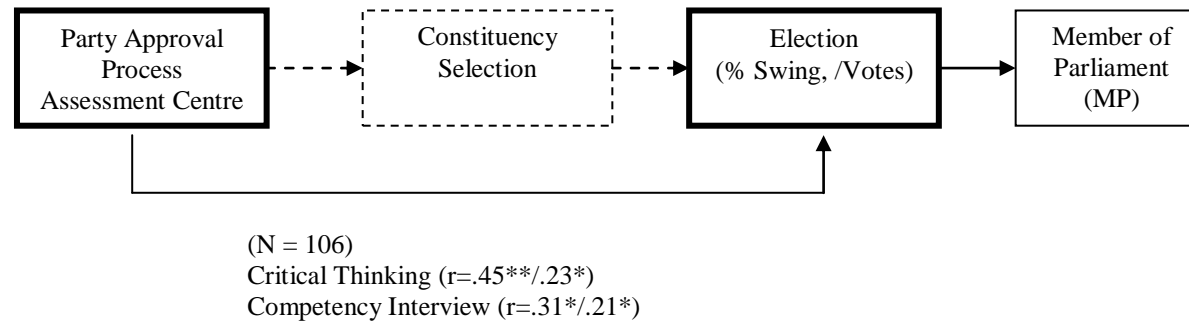 Party Approval
Process
Assessment Centre
Constituency
Selection
Election
(% Swing, /Votes)
Member of
Parliament
(MP)
(N = 106)
Critical Thinking (r=.45**/.23*)
Competency Interview (r=.31*/.21*)